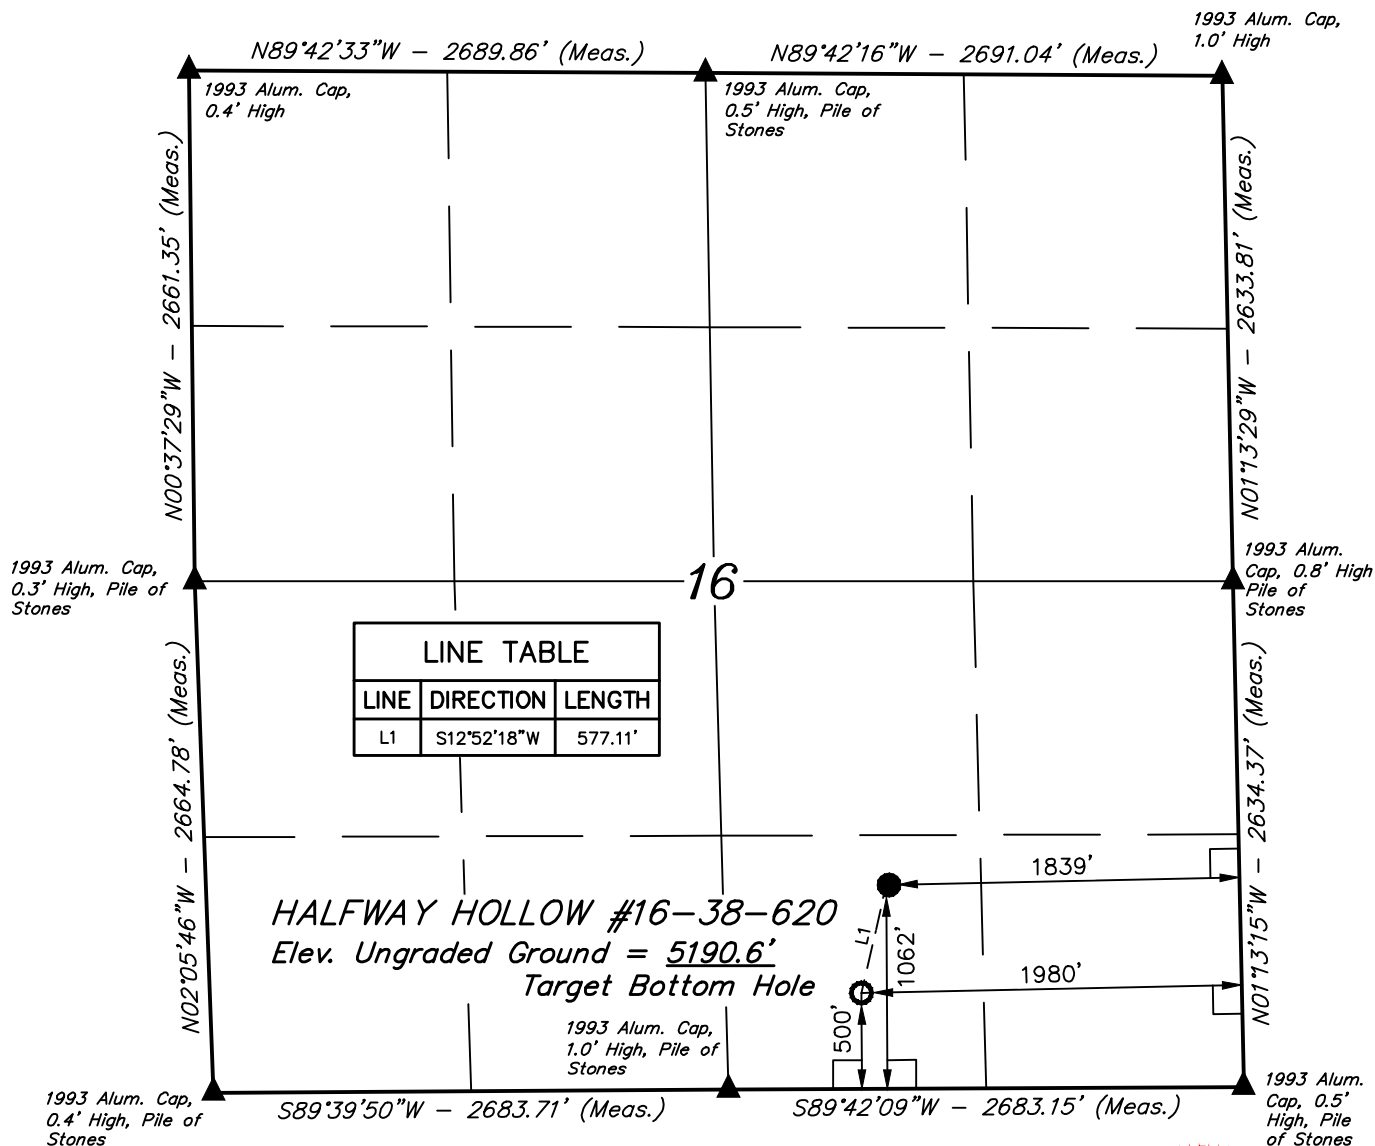 1993 Alum. Cap,
1.0' High
N89°42'33"W - 2689.86' (Meas.)
N89°42'16"W - 2691.04' (Meas.)
1993 Alum. Cap,
0.4' High
1993 Alum. Cap,
0.5' High, Pile of
Stones
N00°37'29"W - 2661.35' (Meas.)
N01°13'29"W - 2633.81' (Meas.)
1993 Alum. Cap,
0.3' High, Pile of
Stones
16
1993 Alum.
Cap, 0.8' High
Pile of
Stones
LINE TABLE
LINE DIRECTION LENGTH
L1 S12°52'18"W 577.11'
N02°05'46"W - 2664.78' (Meas.)
N01°13'15"W - 2634.37' (Meas.)
1839'
HALFWAY HOLLOW #16-38-620
Elev. Ungraded Ground = 5190.6'
Target Bottom Hole
L1
1062'
1980'
500'
1993 Alum. Cap,
1.0' High, Pile of
Stones
1993 Alum. Cap,
0.4' High, Pile of
Stones
S89°39'50"W - 2683.71' (Meas.)
S89°42'09"W - 2683.15' (Meas.)
1993 Alum.
Cap, 0.5'
High, Pile
of Stones